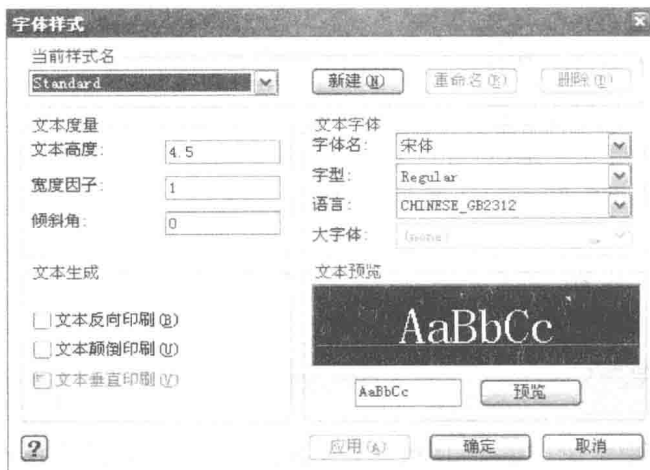 字体样式
当前样式名
Standard
新建(N)
重命名(R)
删除(D)
文本度量
文本高度: 4.5
宽度因子: 1
倾斜角: 0
文本字体
字体名: 宋体
字型: Regular
语言: CHINESE_GB2312
大字体:
文本生成
文本反向印刷(B)
文本颠倒印刷(U)
文本垂直印刷(V)
文本预览
AaBbCc
AaBbCc
预览
?
应用(A)
确定
取消